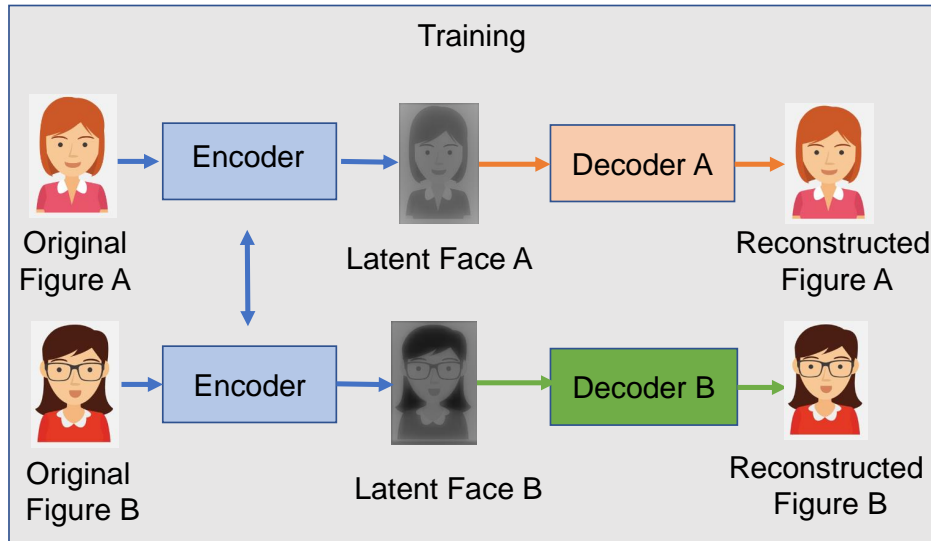 Training
Encoder
Decoder A
Original
Figure A
Latent Face A
Reconstructed
Figure A
Encoder
Decoder B
Original
Figure B
Latent Face B
Reconstructed
Figure B